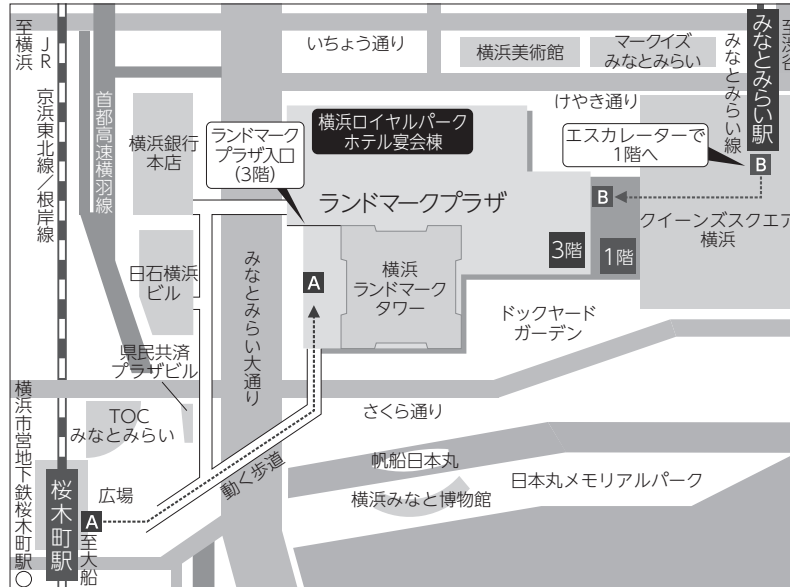 至横浜
JR 京浜東北線／根岸線
首都高速横羽線
いちょう通り
横浜美術館
マークイズ
みなとみらい
みなとみらい線
みなとみらい駅
至渋谷
けやき通り
横浜銀行
本店
ランドマーク
プラザ入口
(3階)
横浜ロイヤルパーク
ホテル宴会棟
エスカレーターで
1階へ
B
B
ランドマークプラザ
クイーンズスクエア
横浜
3階
1階
日石横浜
ビル
みなとみらい大通り
A
横浜
ランドマーク
タワー
ドックヤード
ガーデン
県民共済
プラザビル
さくら通り
TOC
みなとみらい
横浜市営地下鉄桜木町駅○
桜木町駅
広場
A
至大船
動く歩道
帆船日本丸
横浜みなと博物館
日本丸メモリアルパーク